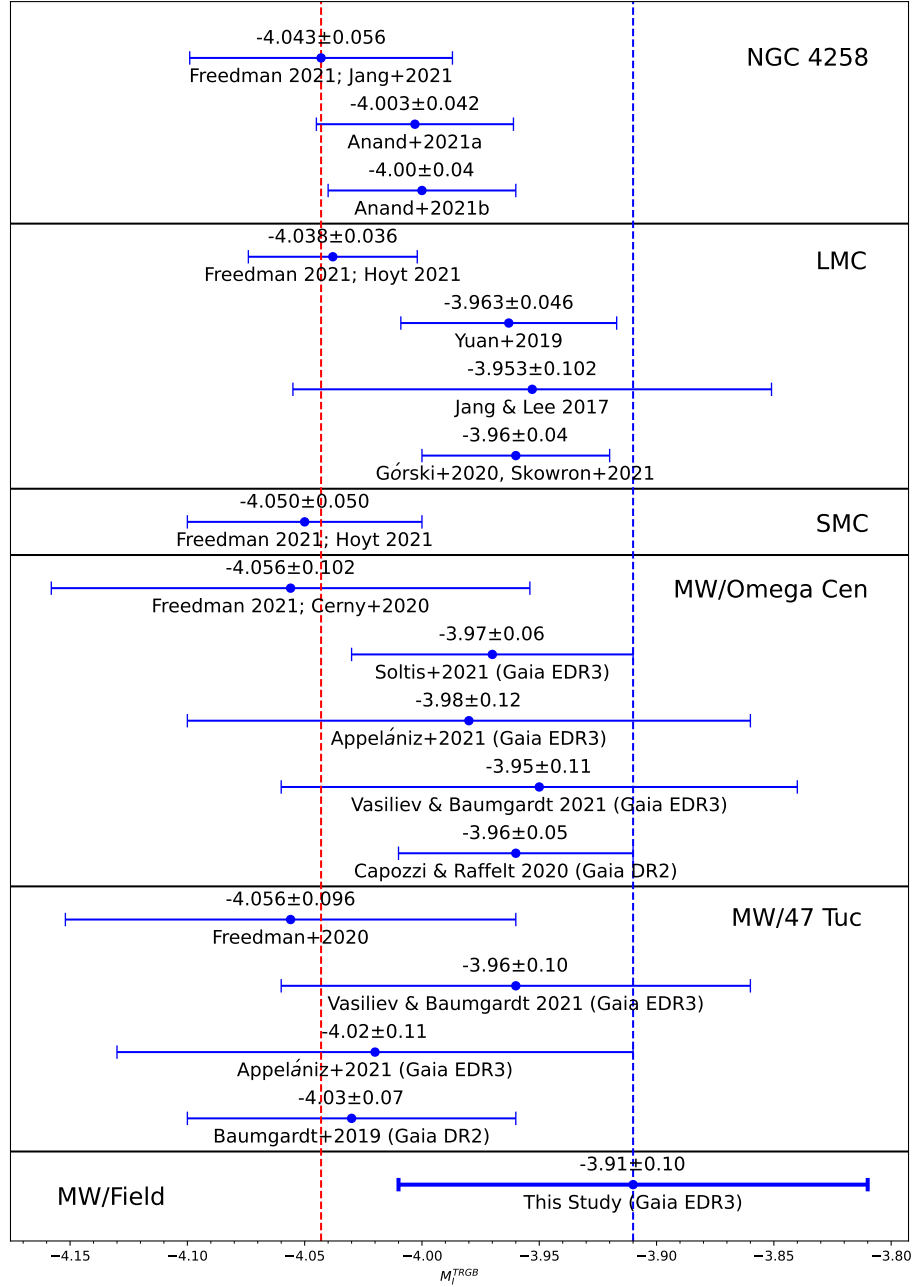 -4.043±0.056
NGC 4258
Freedman 2021; Jang+2021
-4.003±0.042
Anand+2021a
-4.00±0.04
Anand+2021b
-4.038±0.036
LMC
Freedman 2021; Hoyt 2021
-3.963±0.046
Yuan+2019
-3.953±0.102
Jang & Lee 2017
-3.96±0.04
Górski+2020, Skowron+2021
-4.050±0.050
SMC
Freedman 2021; Hoyt 2021
-4.056±0.102
MW/Omega Cen
Freedman 2021; Cerny+2020
-3.97±0.06
Soltis+2021 (Gaia EDR3)
-3.98±0.12
Appelániz+2021 (Gaia EDR3)
-3.95±0.11
Vasiliev & Baumgardt 2021 (Gaia EDR3)
-3.96±0.05
Capozzi & Raffelt 2020 (Gaia DR2)
-4.056±0.096
MW/47 Tuc
Freedman+2020
-3.96±0.10
Vasiliev & Baumgardt 2021 (Gaia EDR3)
-4.02±0.11
Appelániz+2021 (Gaia EDR3)
-4.03±0.07
Baumgardt+2019 (Gaia DR2)
-3.91±0.10
MW/Field
This Study (Gaia EDR3)
−4.15 −4.10 −4.05 −4.00 −3.95 −3.90 −3.85 −3.80
M_I^{TRGB}